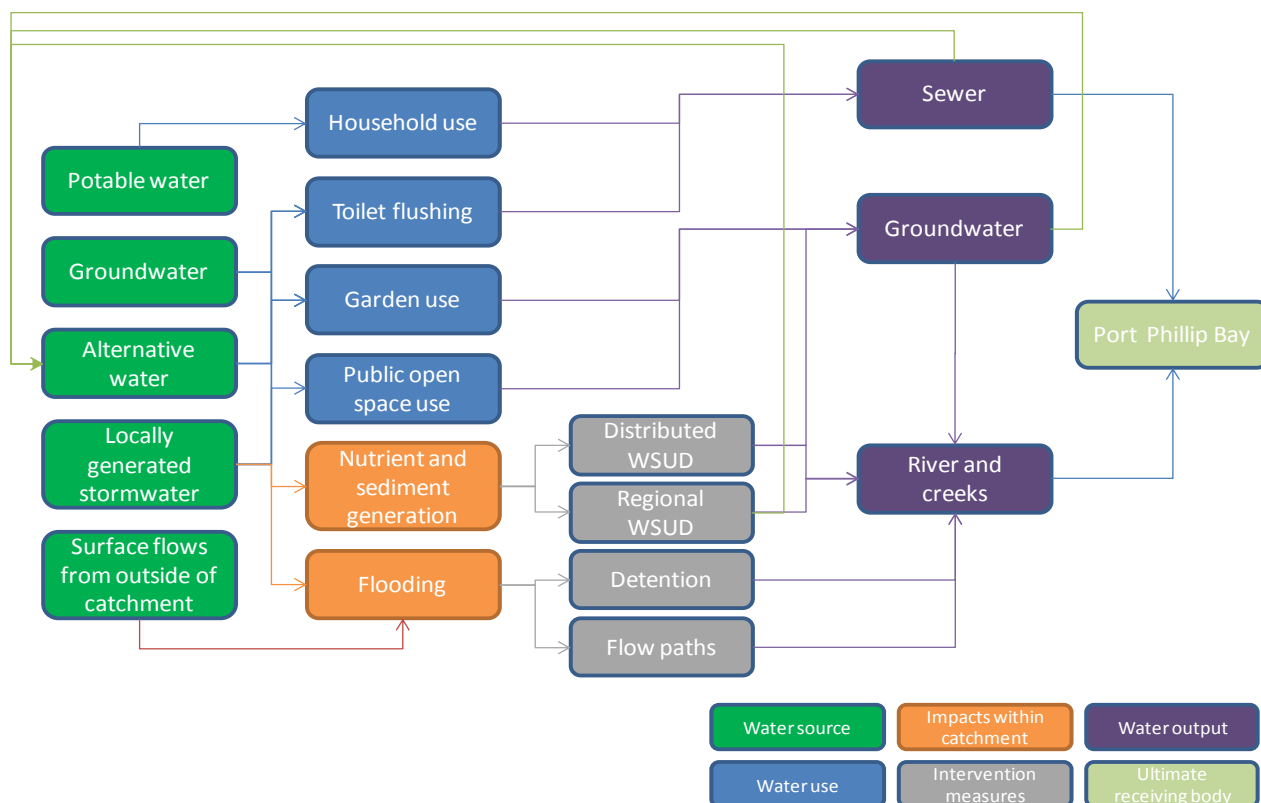 Potable water
Groundwater
Alternative
water
Locally
generated
stormwater
Surface flows
from outside of
catchment
Household use
Toilet flushing
Garden use
Public open
space use
Nutrient and
sediment
generation
Flooding
Distributed
WSUD
Regional
WSUD
Detention
Flow paths
Sewer
Groundwater
River and
creeks
Port Phillip Bay
Water source
Impacts within
catchment
Water output
Water use
Intervention
measures
Ultimate
receiving body